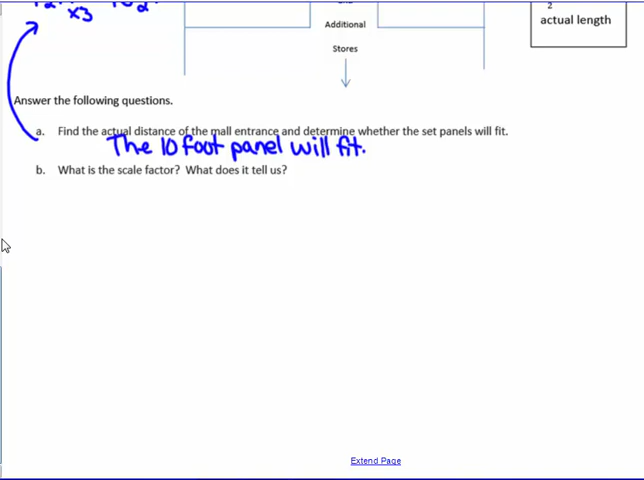 x3
2
actual length
Additional
Stores
Answer the following questions.
a. Find the actual distance of the mall entrance and determine whether the set panels will fit.
The 10 foot panel will fit.
b. What is the scale factor? What does it tell us?
Extend Page